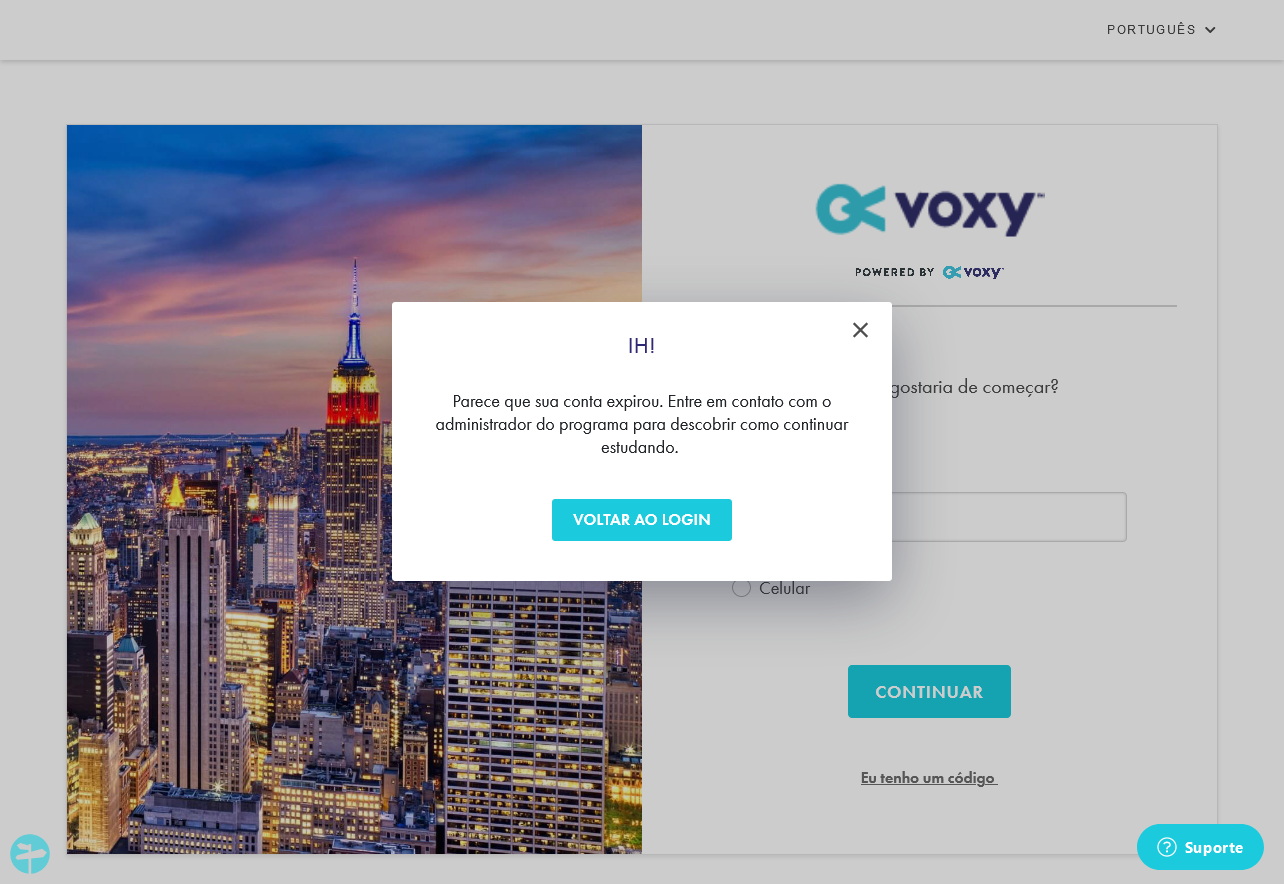 PORTUGUÊS
voxy
POWERED BY voxy
gostaria de começar?
IH!
Parece que sua conta expirou. Entre em contato com o
administrador do programa para descobrir como continuar
estudando.
VOLTAR AO LOGIN
Celular
CONTINUAR
Eu tenho um código
Suporte